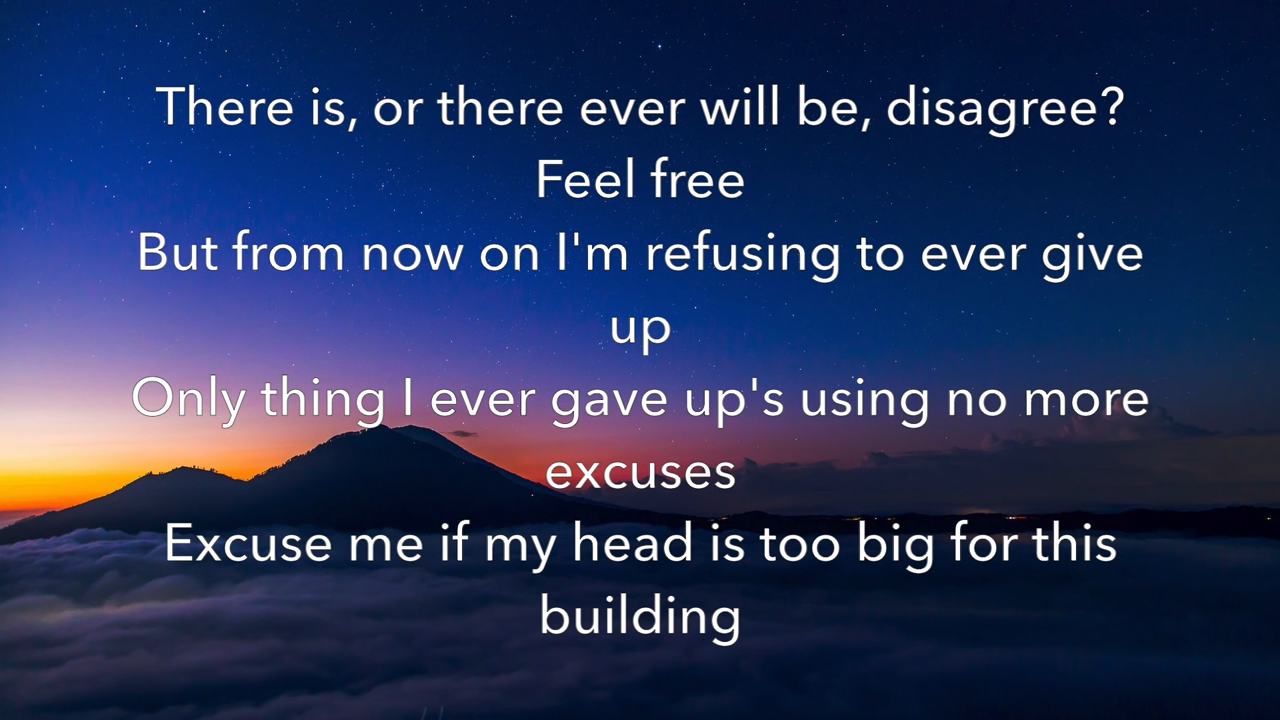 There is, or there ever will be, disagree?
Feel free
But from now on I'm refusing to ever give
up
Only thing I ever gave up's using no more
excuses
Excuse me if my head is too big for this
building